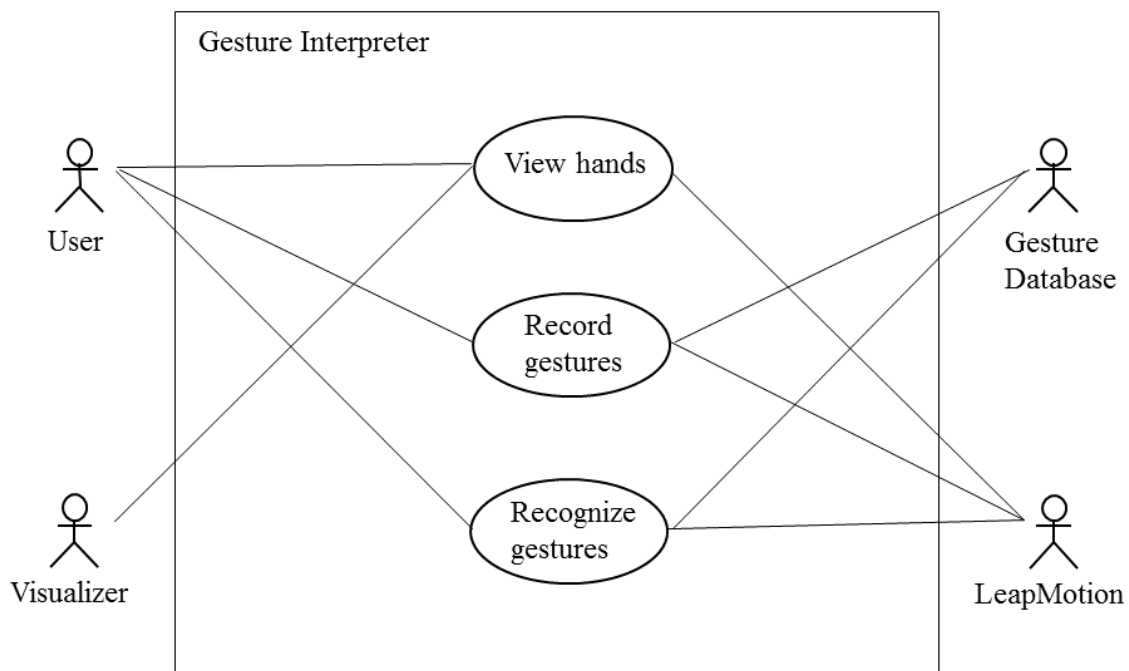 Gesture Interpreter
View hands
User
Gesture
Database
Record
gestures
Recognize
gestures
Visualizer
LeapMotion